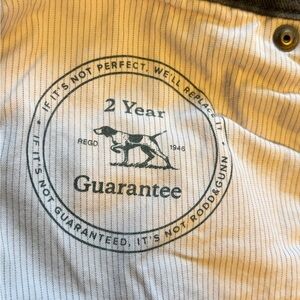 IF IT'S NOT PERFECT. WE'LL REPLACE IT
2 Year
REGD 1946
Guarantee
IF IT'S NOT GUARANTEED, IT'S NOT RODD&GUNN